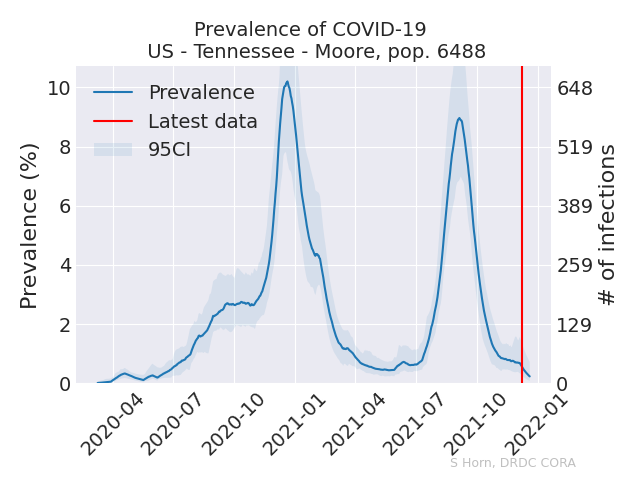 Prevalence of COVID-19
US - Tennessee - Moore, pop. 6488
Prevalence
Latest data
95CI
Prevalence (%)
10
8
6
4
2
0
648
519
389
259
129
0
# of infections
2020-04
2020-07
2020-10
2021-01
2021-04
2021-07
2021-10
2022-01
S Horn, DRDC CORA